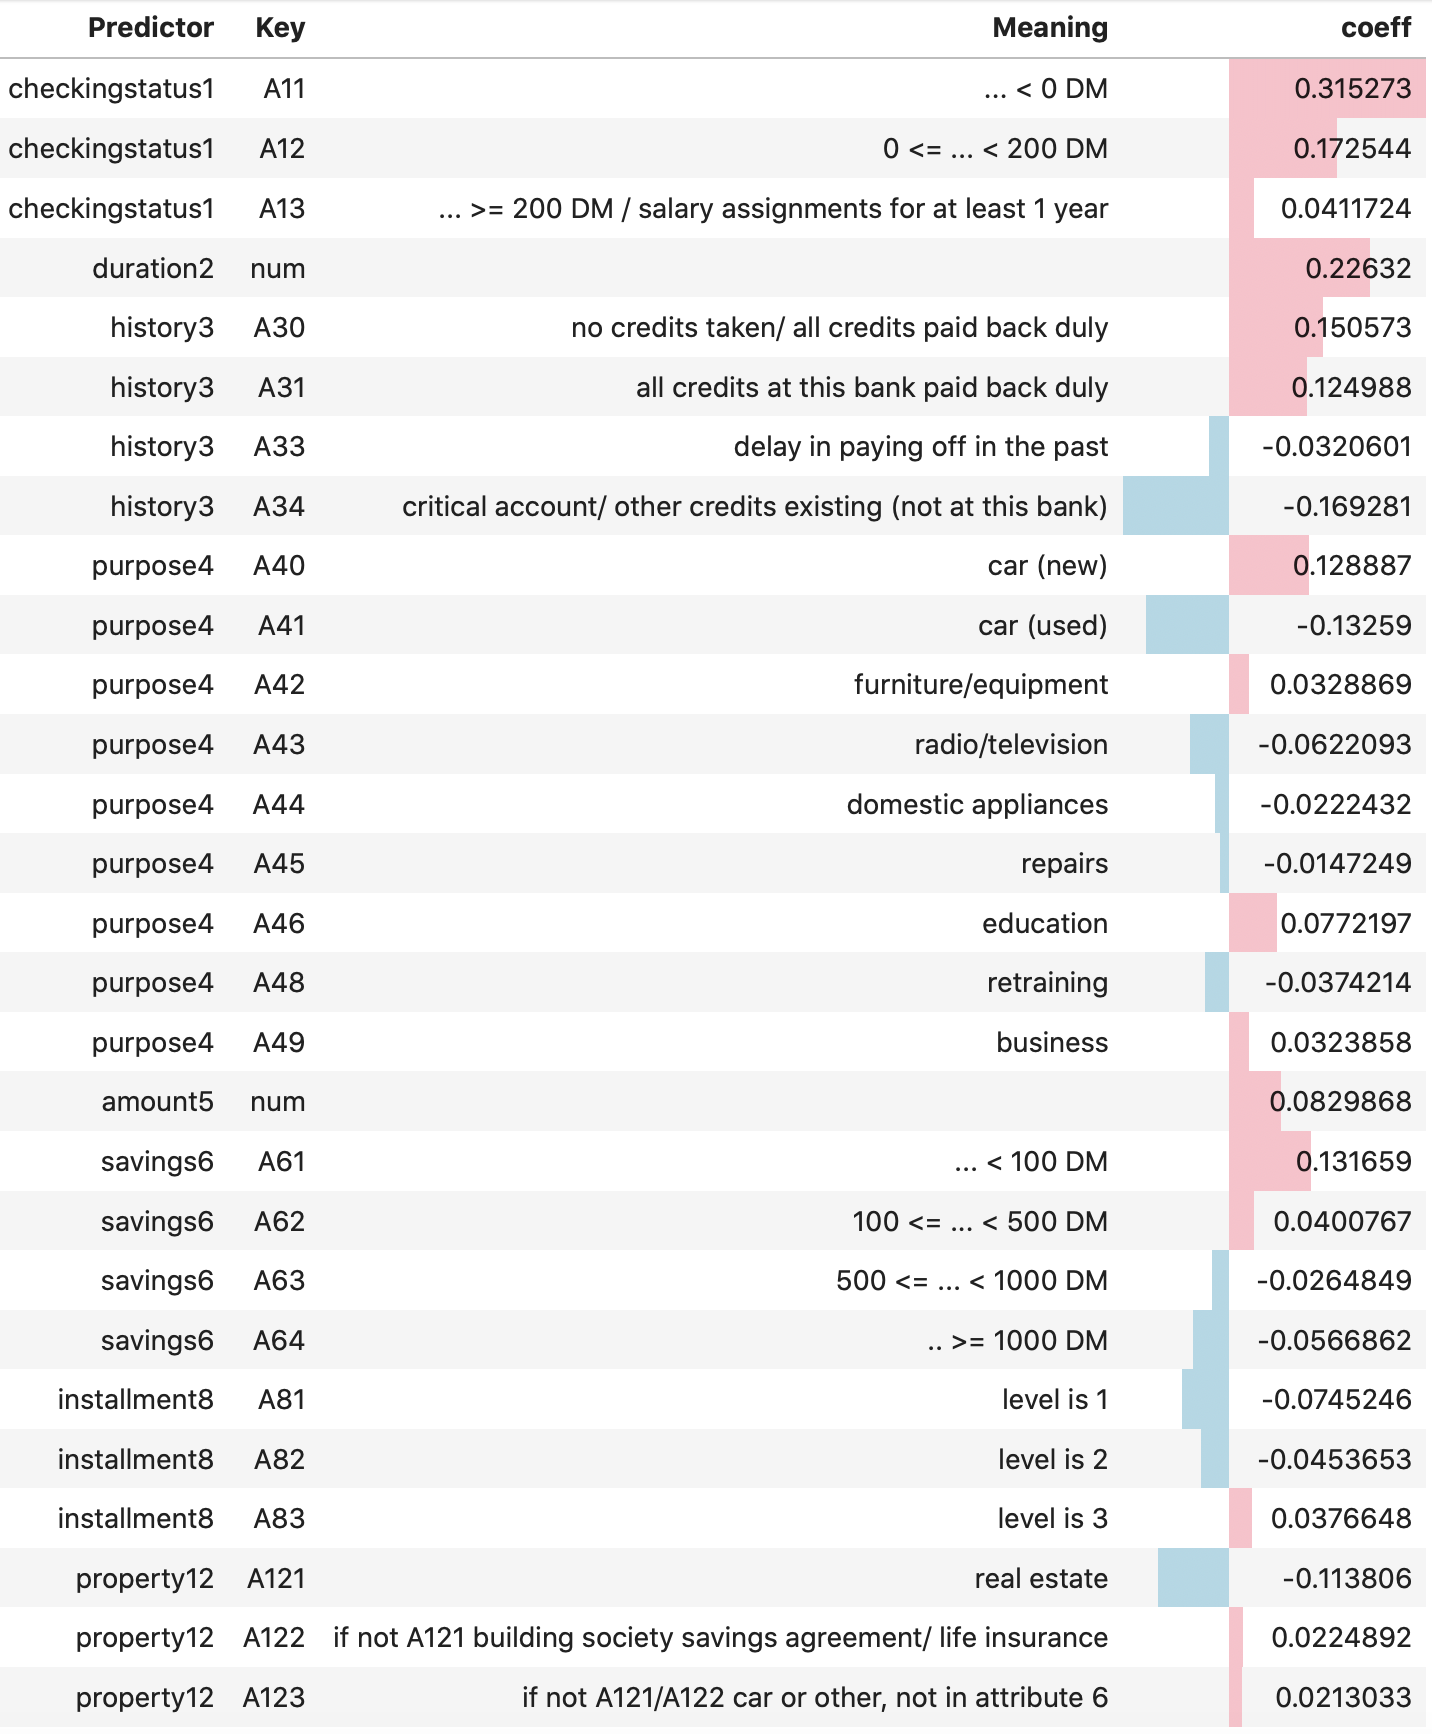 Predictor Key Meaning coeff
checkingstatus1 A11 ... < 0 DM 0.315273
checkingstatus1 A12 0 <= ... < 200 DM 0.172544
checkingstatus1 A13 ... >= 200 DM / salary assignments for at least 1 year 0.0411724
duration2 num 0.22632
history3 A30 no credits taken/ all credits paid back duly 0.150573
history3 A31 all credits at this bank paid back duly 0.124988
history3 A33 delay in paying off in the past -0.0320601
history3 A34 critical account/ other credits existing (not at this bank) -0.169281
purpose4 A40 car (new) 0.128887
purpose4 A41 car (used) -0.13259
purpose4 A42 furniture/equipment 0.0328869
purpose4 A43 radio/television -0.0622093
purpose4 A44 domestic appliances -0.0222432
purpose4 A45 repairs -0.0147249
purpose4 A46 education 0.0772197
purpose4 A48 retraining -0.0374214
purpose4 A49 business 0.0323858
amount5 num 0.0829868
savings6 A61 ... < 100 DM 0.131659
savings6 A62 100 <= ... < 500 DM 0.0400767
savings6 A63 500 <= ... < 1000 DM -0.0264849
savings6 A64 .. >= 1000 DM -0.0566862
installment8 A81 level is 1 -0.0745246
installment8 A82 level is 2 -0.0453653
installment8 A83 level is 3 0.0376648
property12 A121 real estate -0.113806
property12 A122 if not A121 building society savings agreement/ life insurance 0.0224892
property12 A123 if not A121/A122 car or other, not in attribute 6 0.0213033